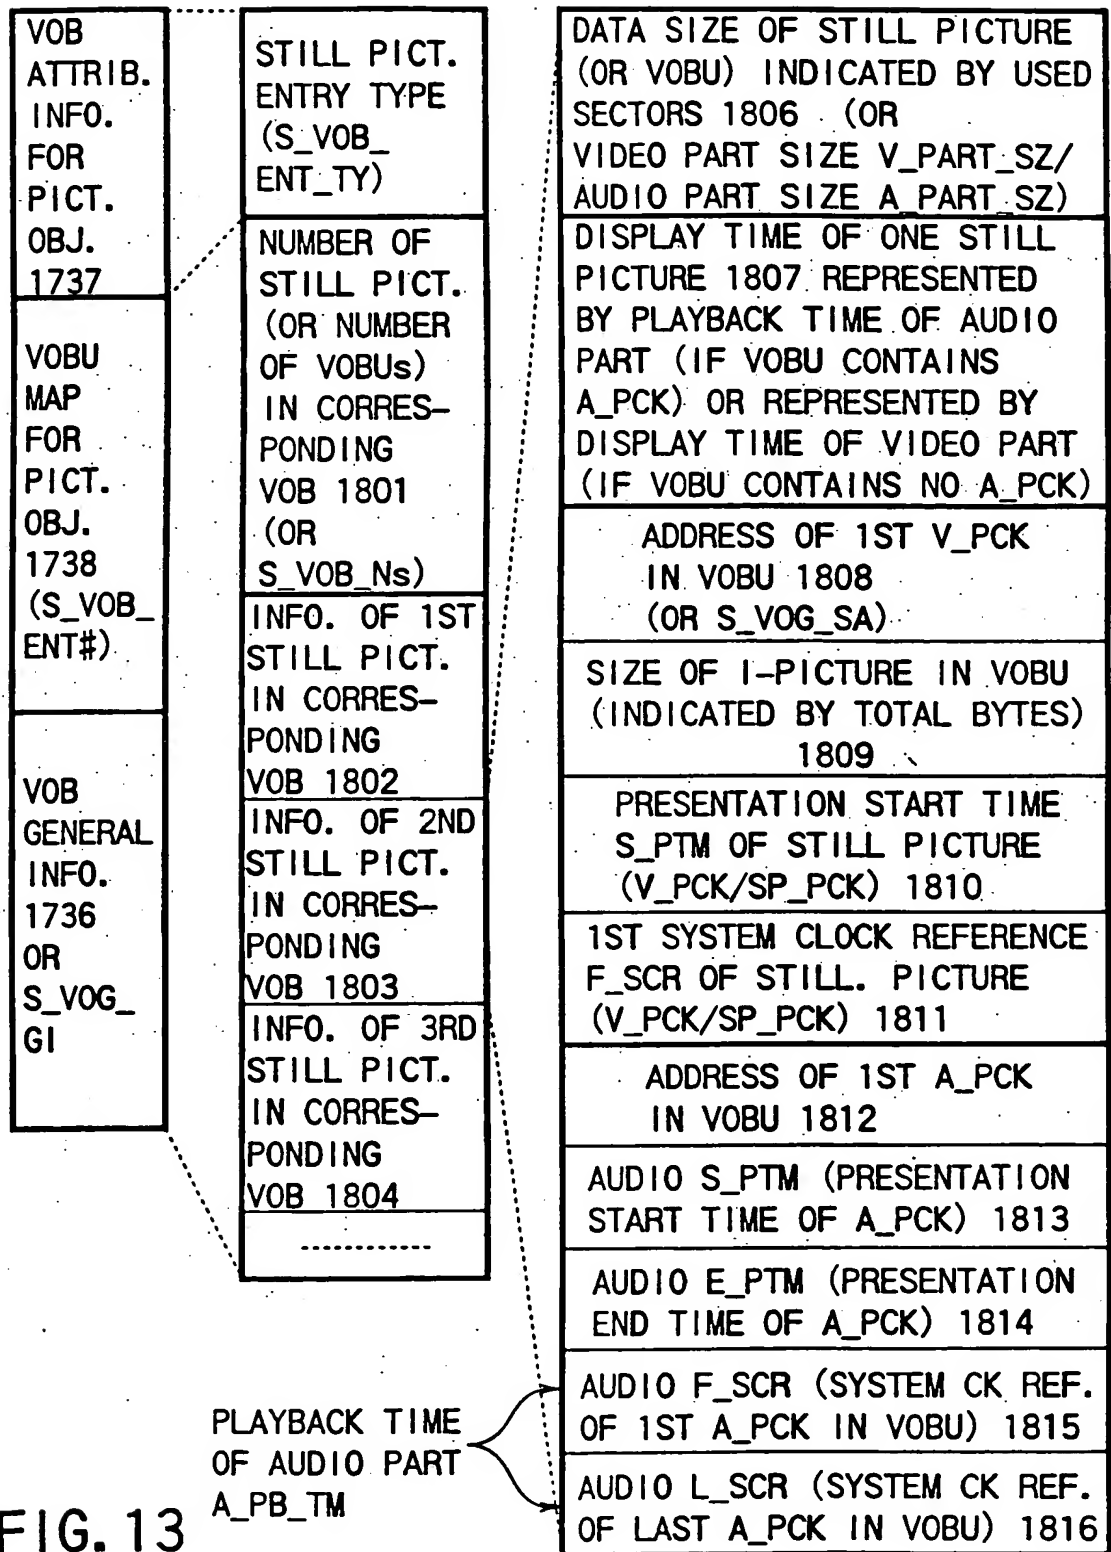 VOB
ATTRIB.
INFO.
FOR
PICT.
OBJ.
1737
VOBU
MAP
FOR
PICT.
OBJ.
1738
(S_VOB_
ENT#)
VOB
GENERAL
INFO.
1736
OR
S_VOG_
GI
STILL PICT.
ENTRY TYPE
(S_VOB_
ENT_TY)
NUMBER OF
STILL PICT.
(OR NUMBER
OF VOBUs)
IN CORRES-
PONDING
VOB 1801
(OR
S_VOB_Ns)
INFO. OF 1ST
STILL PICT.
IN CORRES-
PONDING
VOB 1802
INFO. OF 2ND
STILL PICT.
IN CORRES-
PONDING
VOB 1803
INFO. OF 3RD
STILL PICT.
IN CORRES-
PONDING
VOB 1804
DATA SIZE OF STILL PICTURE
(OR VOBU) INDICATED BY USED
SECTORS 1806 (OR
VIDEO PART SIZE V_PART_SZ/
AUDIO PART SIZE A_PART_SZ)
DISPLAY TIME OF ONE STILL
PICTURE 1807 REPRESENTED
BY PLAYBACK TIME OF AUDIO
PART (IF VOBU CONTAINS
A_PCK) OR REPRESENTED BY
DISPLAY TIME OF VIDEO PART
(IF VOBU CONTAINS NO A_PCK)
ADDRESS OF 1ST V_PCK
IN VOBU 1808
(OR S_VOG_SA)
SIZE OF I-PICTURE IN VOBU
(INDICATED BY TOTAL BYTES)
1809
PRESENTATION START TIME
S_PTM OF STILL PICTURE
(V_PCK/SP_PCK) 1810
1ST SYSTEM CLOCK REFERENCE
F_SCR OF STILL. PICTURE
(V_PCK/SP_PCK) 1811
ADDRESS OF 1ST A_PCK
IN VOBU 1812
AUDIO S_PTM (PRESENTATION
START TIME OF A_PCK) 1813
AUDIO E_PTM (PRESENTATION
END TIME OF A_PCK) 1814
AUDIO F_SCR (SYSTEM CK REF.
OF 1ST A_PCK IN VOBU) 1815
AUDIO L_SCR (SYSTEM CK REF.
OF LAST A_PCK IN VOBU) 1816
PLAYBACK TIME
OF AUDIO PART
A_PB_TM
FIG. 13